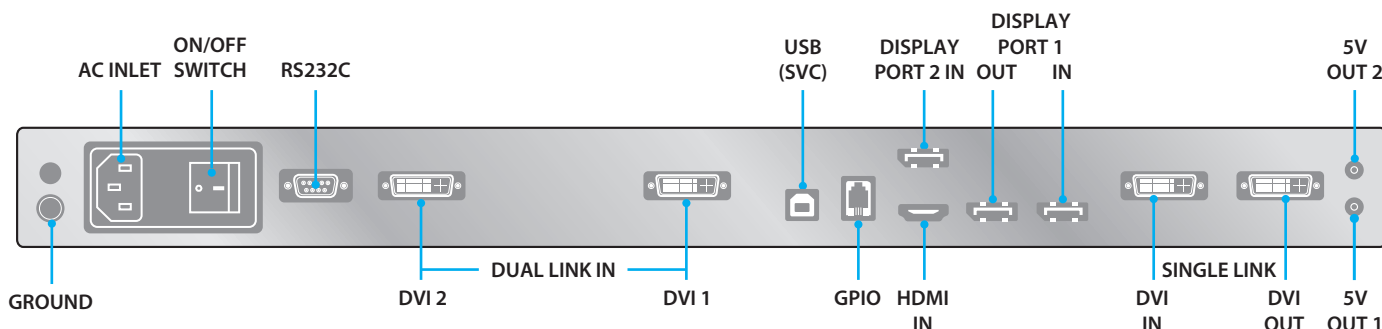 AC INLET
ON/OFF
SWITCH
RS232C
USB
(SVC)
DISPLAY
PORT 2 IN
DISPLAY
PORT 1
OUT
IN
5V
OUT 2
GROUND
DUAL LINK IN
DVI 2
DVI 1
GPIO
HDMI
IN
SINGLE LINK
DVI
IN
DVI
OUT
5V
OUT 1